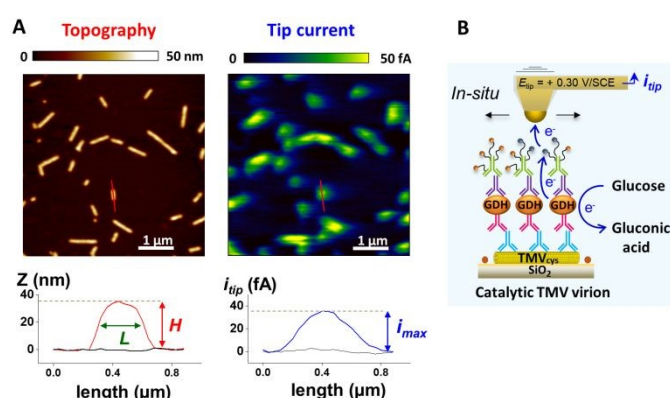 A
Topography
Tip current
0 50 nm
0 50 fA
1 µm
1 µm
Z (nm)
40
20
0
H
L
0.0 0.4 0.8
length (µm)
i_tip (fA)
40
20
0
i_max
0.0 0.4 0.8
length (µm)
B
E_tip = + 0.30 V/SCE
i_tip
In-situ
e-
e-
GDH GDH GDH
e-
Glucose
Gluconic
acid
TMVcys
SiO2
Catalytic TMV virion